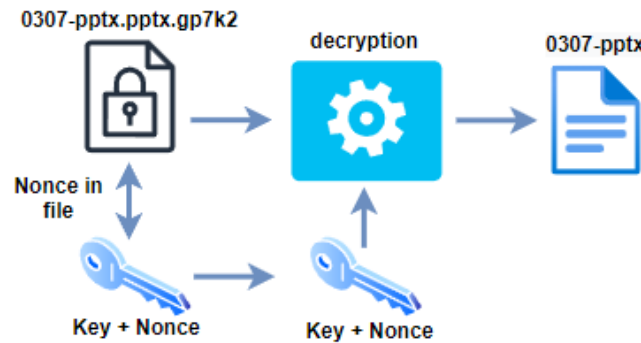 0307-pptx.pptx.gp7k2
decryption
0307-pptx
Nonce in
file
Key + Nonce
Key + Nonce